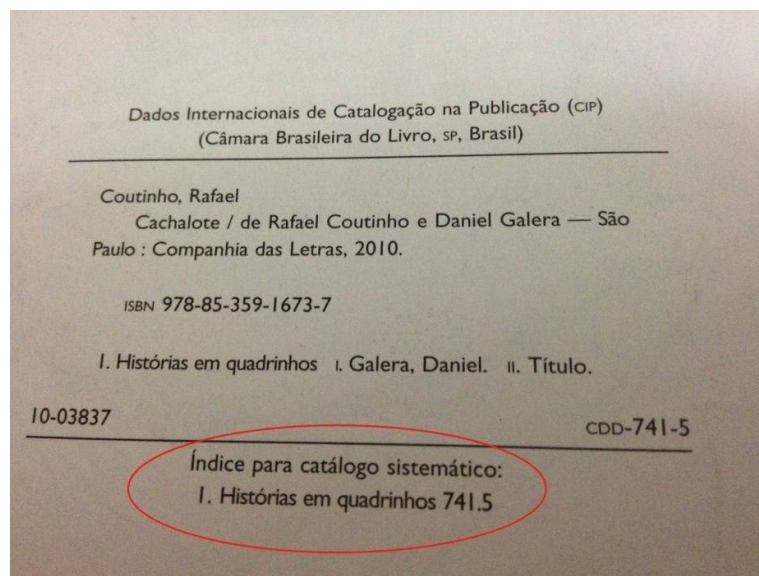 Dados Internacionais de Catalogação na Publicação (CIP)
(Câmara Brasileira do Livro, SP, Brasil)
Coutinho, Rafael
Cachalote / de Rafael Coutinho e Daniel Galera — São
Paulo : Companhia das Letras, 2010.
ISBN 978-85-359-1673-7
1. Histórias em quadrinhos I. Galera, Daniel. II. Título.
10-03837
CDD-741-5
Índice para catálogo sistemático:
1. Histórias em quadrinhos 741.5